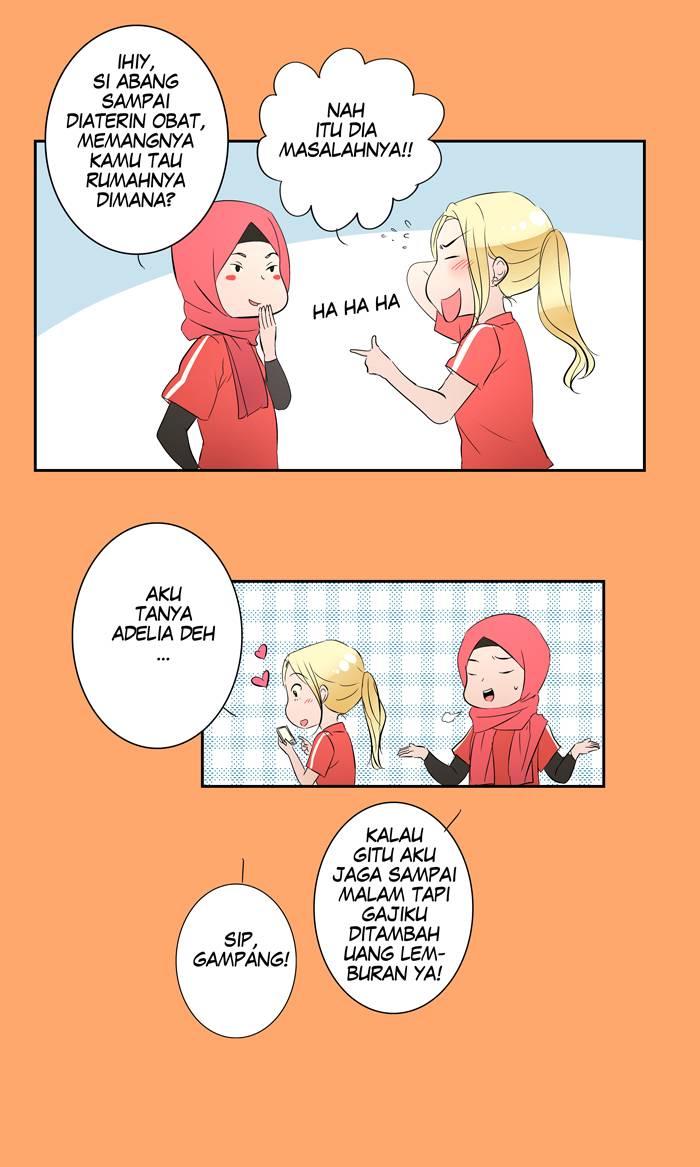 IHIY,
SI ABANG
SAMPAI
DIATERIN OBAT,
MEMANGNYA
KAMU TAU
RUMAHNYA
DIMANA?
NAH
ITU DIA
MASALAHNYA!!
HA HA HA
AKU
TANYA
ADELIA DEH
...
KALAU
GITU AKU
JAGA SAMPAI
MALAM TAPI
GAJIKU
DITAMBAH
UANG LEM-
BURAN YA!
SIP,
GAMPANG!